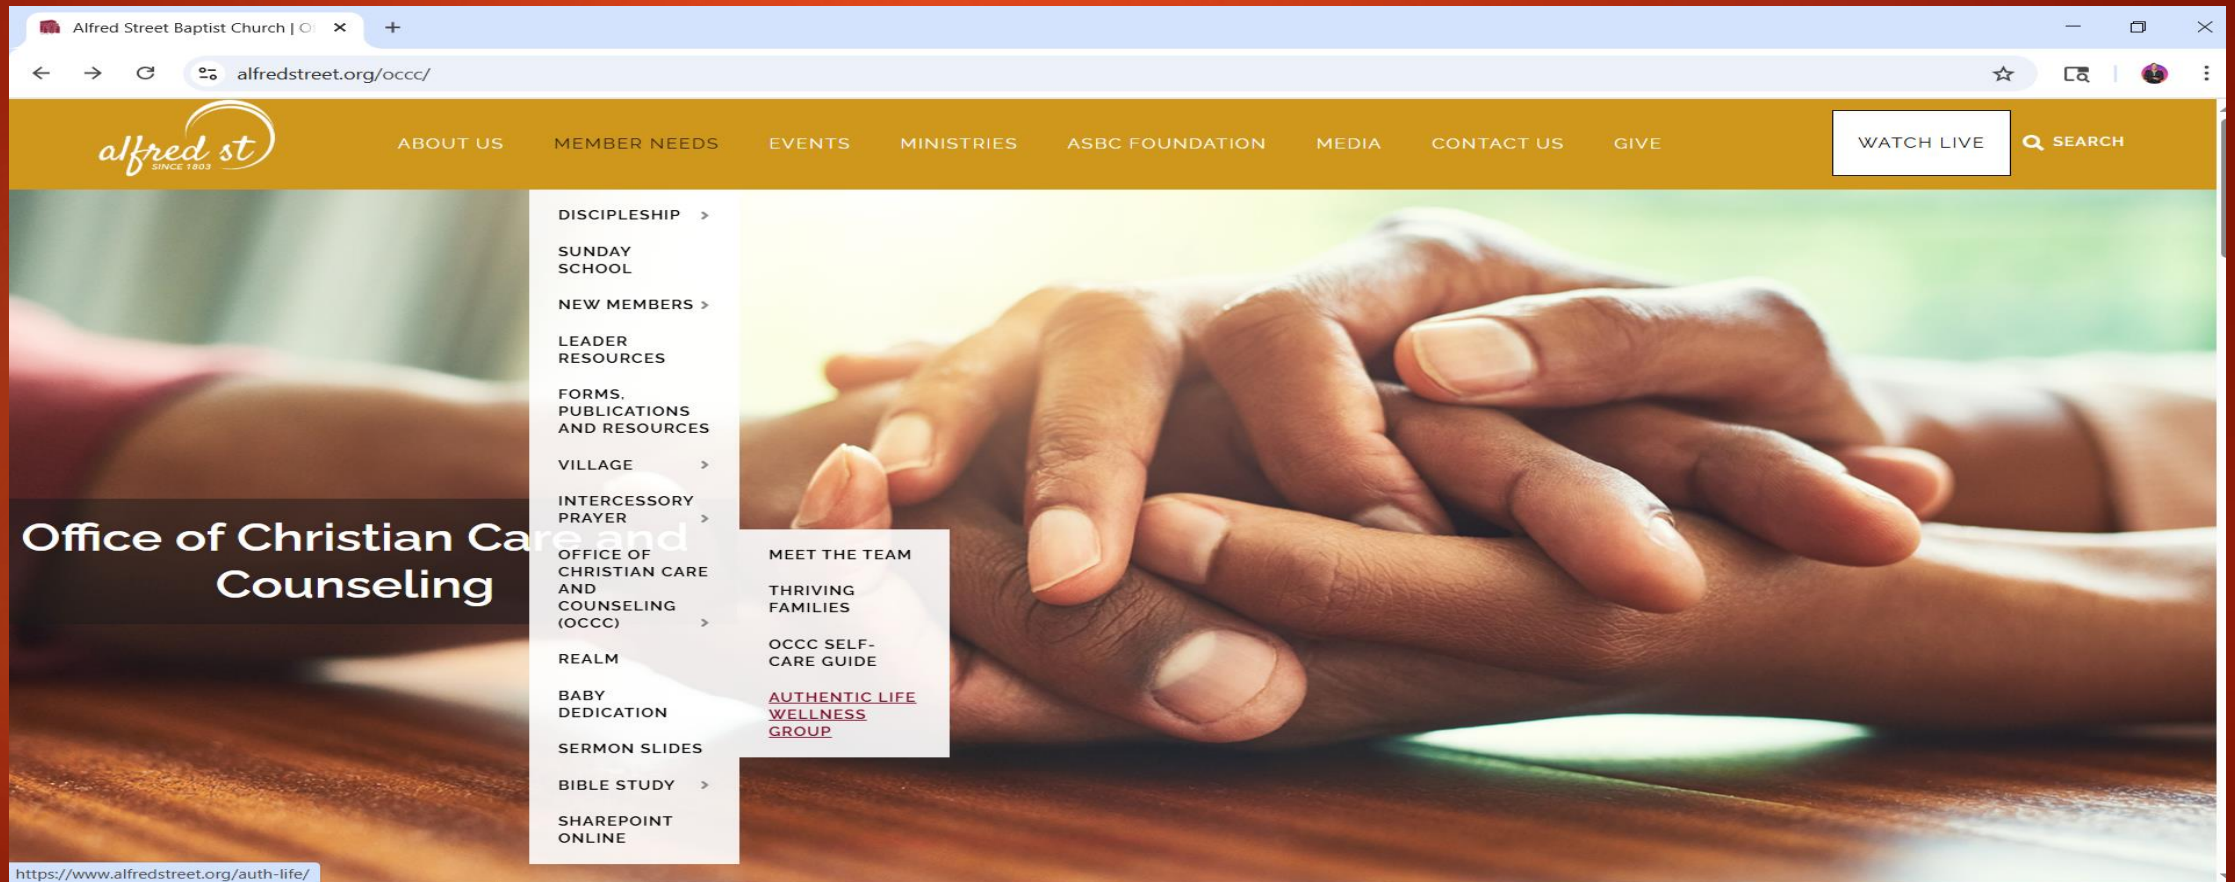 Alfred Street Baptist Church | O
alfredstreet.org/occc/
alfred st
SINCE 1803
ABOUT US
MEMBER NEEDS
EVENTS
MINISTRIES
ASBC FOUNDATION
MEDIA
CONTACT US
GIVE
WATCH LIVE
SEARCH
DISCIPLESHIP
SUNDAY
SCHOOL
NEW MEMBERS
LEADER
RESOURCES
FORMS,
PUBLICATIONS
AND RESOURCES
VILLAGE
INTERCESSORY
PRAYER
OFFICE OF
CHRISTIAN CARE
AND
COUNSELING
(OCCC)
REALM
BABY
DEDICATION
SERMON SLIDES
BIBLE STUDY
SHAREPOINT
ONLINE
MEET THE TEAM
THRIVING
FAMILIES
OCCC SELF-
CARE GUIDE
AUTHENTIC LIFE
WELLNESS
GROUP
Office of Christian Care and
Counseling
https://www.alfredstreet.org/auth-life/